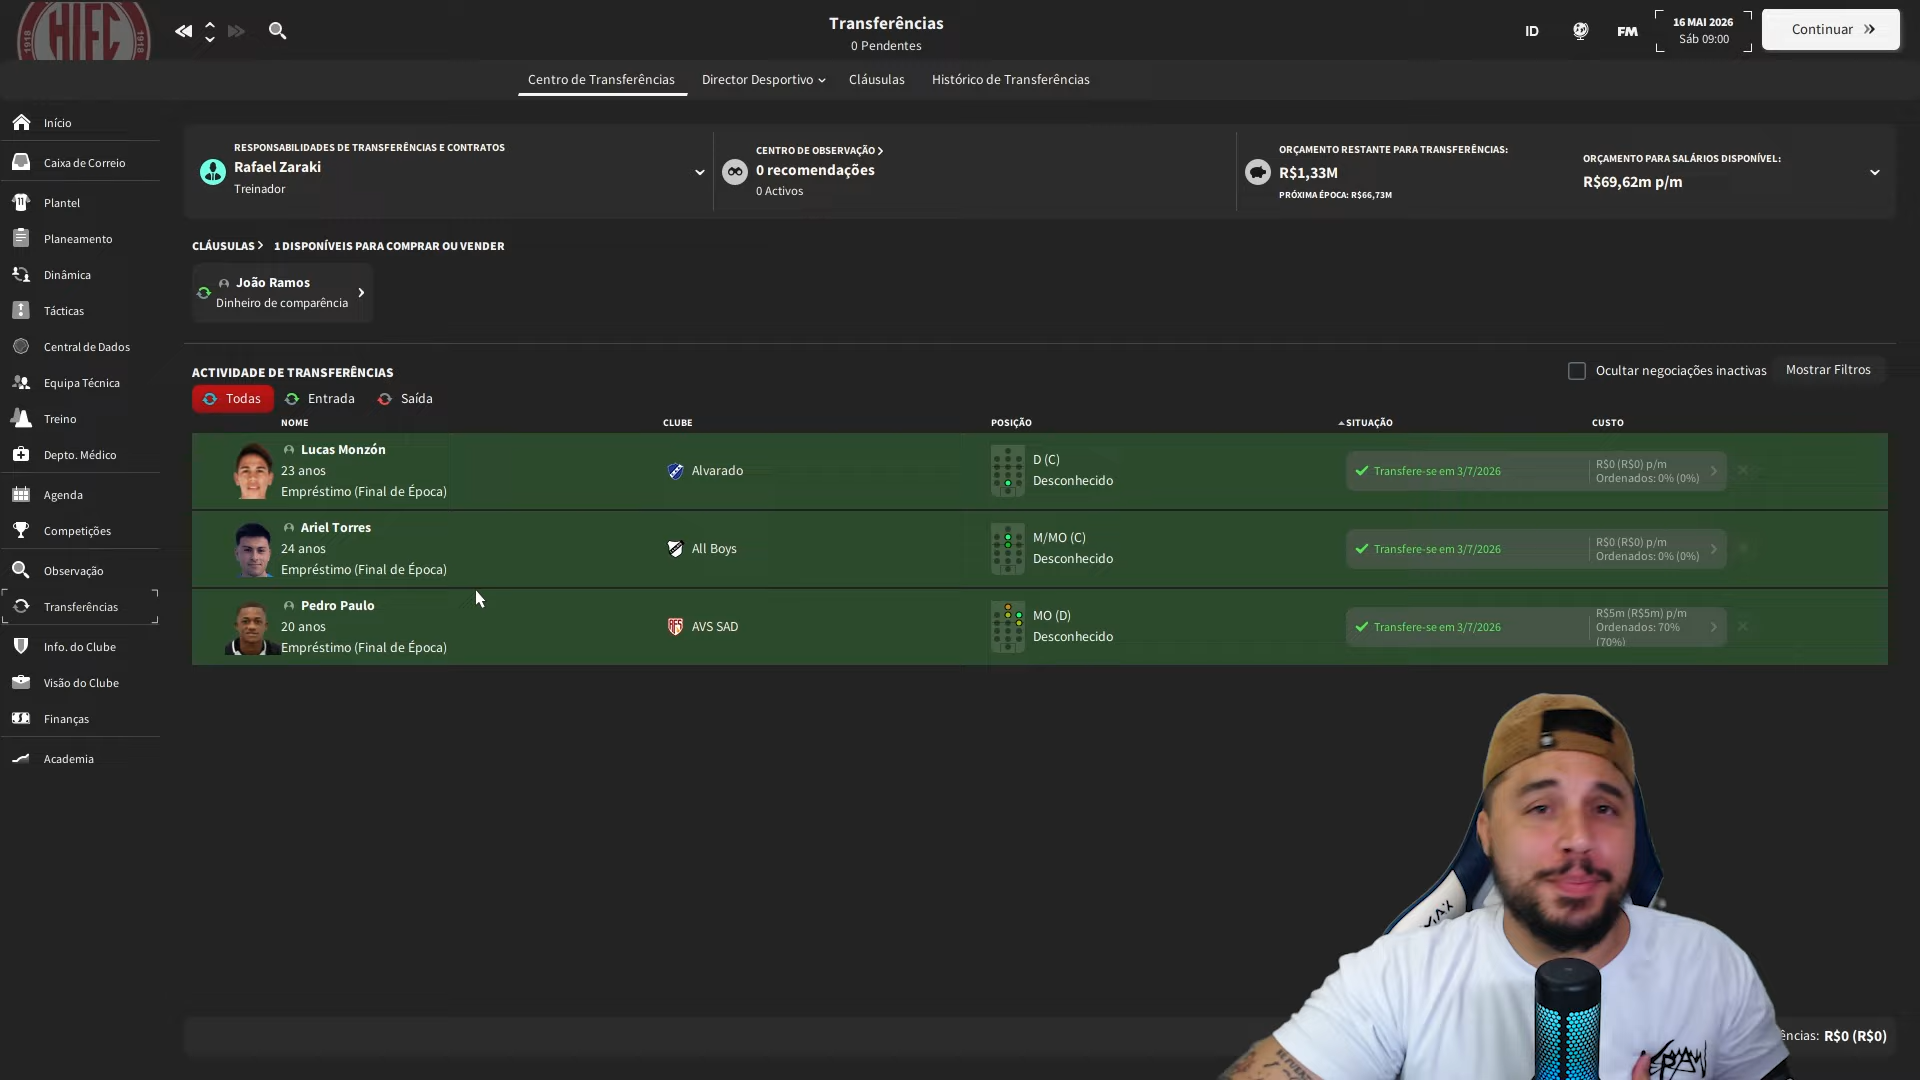 HIFC
1918
1918
Transferências
0 Pendentes
ID
FM
16 MAI 2026
Sáb 09:00
Continuar
Centro de Transferências
Director Desportivo
Cláusulas
Histórico de Transferências
Início
Caixa de Correio
Plantel
Planeamento
Dinâmica
Tácticas
Central de Dados
Equipa Técnica
Treino
Depto. Médico
Agenda
Competições
Observação
Transferências
Info. do Clube
Visão do Clube
Finanças
Academia
RESPONSABILIDADES DE TRANSFERÊNCIAS E CONTRATOS
Rafael Zaraki
Treinador
CENTRO DE OBSERVAÇÃO
0 recomendações
0 Activos
ORÇAMENTO RESTANTE PARA TRANSFERÊNCIAS:
R$1,33M
PRÓXIMA ÉPOCA: R$66,73M
ORÇAMENTO PARA SALÁRIOS DISPONÍVEL:
R$69,62m p/m
CLÁUSULAS 1 DISPONÍVEIS PARA COMPRAR OU VENDER
João Ramos
Dinheiro de comparência
ACTIVIDADE DE TRANSFERÊNCIAS
Ocultar negociações inactivas
Mostrar Filtros
Todas
Entrada
Saída
NOME CLUBE POSIÇÃO SITUAÇÃO CUSTO
Lucas Monzón
23 anos
Empréstimo (Final de Época)
Alvarado
D (C)
Desconhecido
Transfere-se em 3/7/2026
R$0 (R$0) p/m
Ordenados: 0% (0%)
Ariel Torres
24 anos
Empréstimo (Final de Época)
All Boys
M/MO (C)
Desconhecido
Transfere-se em 3/7/2026
R$0 (R$0) p/m
Ordenados: 0% (0%)
Pedro Paulo
20 anos
Empréstimo (Final de Época)
AVS SAD
MO (D)
Desconhecido
Transfere-se em 3/7/2026
R$5m (R$5m) p/m
Ordenados: 70%
(70%)
ências: R$0 (R$0)